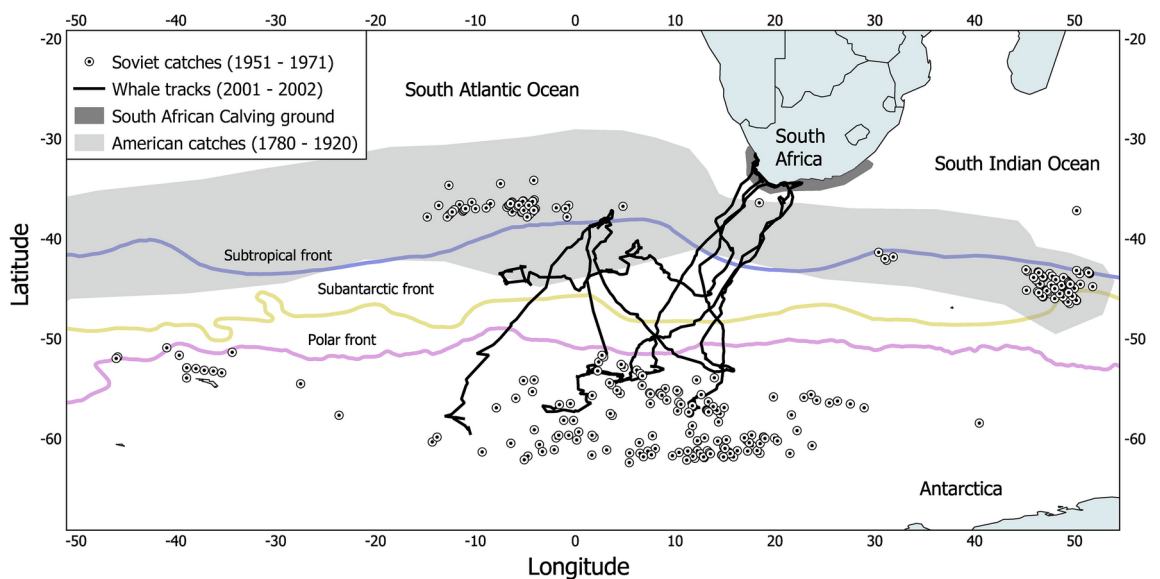 -50 -40 -30 -20 -10 0 10 20 30 40 50
-20 -20
Soviet catches (1951 - 1971)
Whale tracks (2001 - 2002)
South African Calving ground
American catches (1780 - 1920)
South Atlantic Ocean
-30 -30
South
Africa
South Indian Ocean
-40 -40
Subtropical front
Subantarctic front
Latitude
-50 -50
Polar front
-60 -60
Antarctica
-50 -40 -30 -20 -10 0 10 20 30 40 50
Longitude